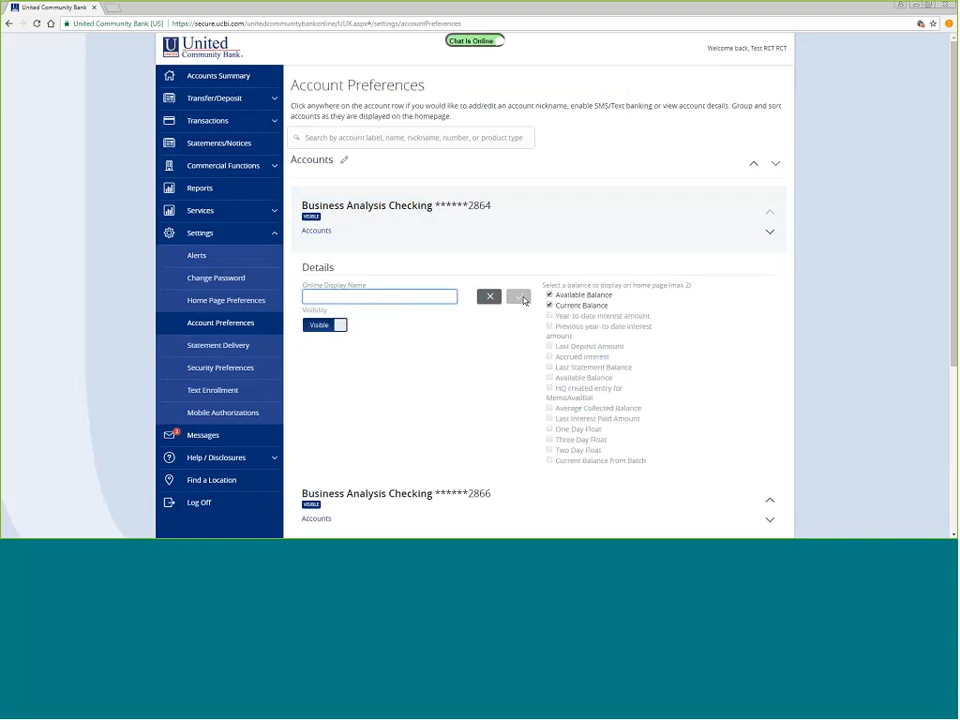 United Community Bank
United Community Bank [US] https://secure.ucbi.com/unitedcommunitybankonline/UUX.aspx#/settings/accountPreferences
United
Community Bank
Chat Is Online
Welcome back, Test RCT RCT
Accounts Summary
Transfer/Deposit
Transactions
Statements/Notices
Commercial Functions
Reports
Services
Settings
Alerts
Change Password
Home Page Preferences
Account Preferences
Statement Delivery
Security Preferences
Text Enrollment
Mobile Authorizations
Messages
Help / Disclosures
Find a Location
Log Off
Account Preferences
Click anywhere on the account row if you would like to add/edit an account nickname, enable SMS/Text banking or view account details. Group and sort
accounts as they are displayed on the homepage.
Search by account label, name, nickname, number, or product type
Accounts
Business Analysis Checking ******2864
VISIBLE
Accounts
Details
Online Display Name
Visibility
Visible
Select a balance to display on home page (max 2)
Available Balance
Current Balance
Year-to-date interest amount
Previous year-to-date interest
amount
Last Deposit Amount
Accrued Interest
Last Statement Balance
Available Balance
HQ created entry for
MemoAvailBal
Average Collected Balance
Last Interest Paid Amount
One Day Float
Three Day Float
Two Day Float
Current Balance from Batch
Business Analysis Checking ******2866
VISIBLE
Accounts